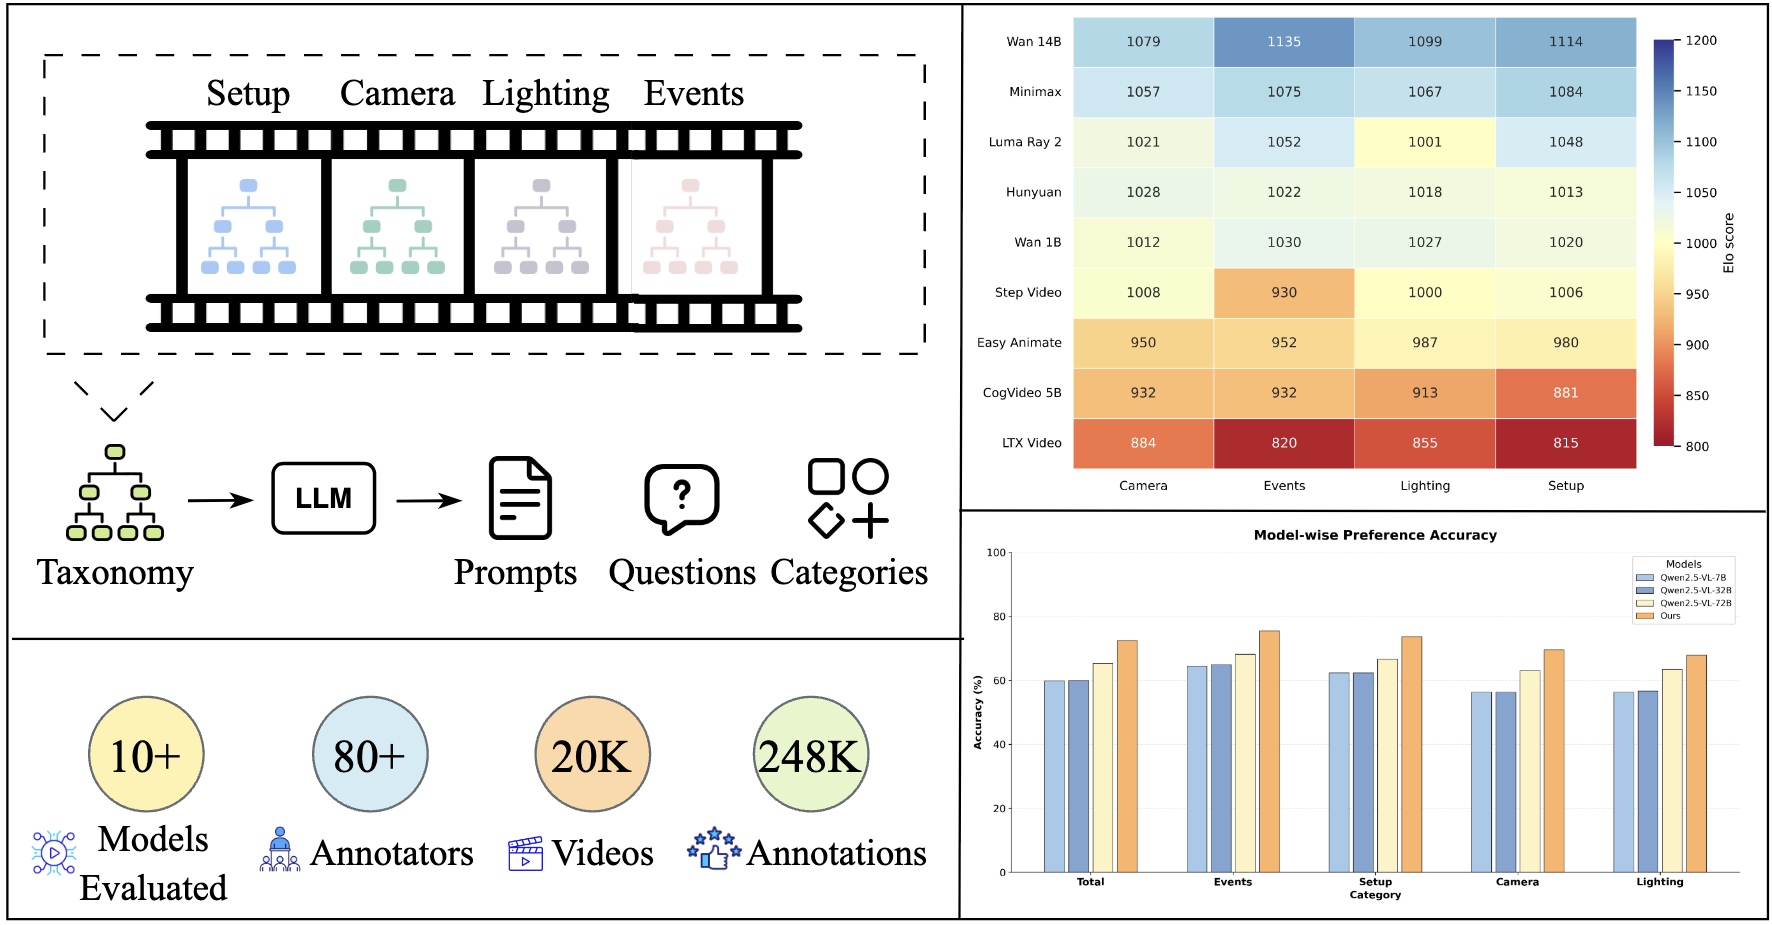 Setup Camera Lighting Events
LLM
Taxonomy Prompts Questions Categories
10+ 80+ 20K 248K
Models Evaluated
Annotators
Videos
Annotations
Wan 14B 1079 1135 1099 1114
Minimax 1057 1075 1067 1084
Luma Ray 2 1021 1052 1001 1048
Hunyuan 1028 1022 1018 1013
Wan 1B 1012 1030 1027 1020
Step Video 1008 930 1000 1006
Easy Animate 950 952 987 980
CogVideo 5B 932 932 913 881
LTX Video 884 820 855 815
Camera Events Lighting Setup
1200
1150
1100
1050
1000
950
900
850
800
Elo score
Model-wise Preference Accuracy
Models
Qwen2.5-VL-7B
Qwen2.5-VL-32B
Qwen2.5-VL-72B
Ours
Accuracy (%)
100
80
60
40
20
0
Total Events Setup Camera Lighting
Category